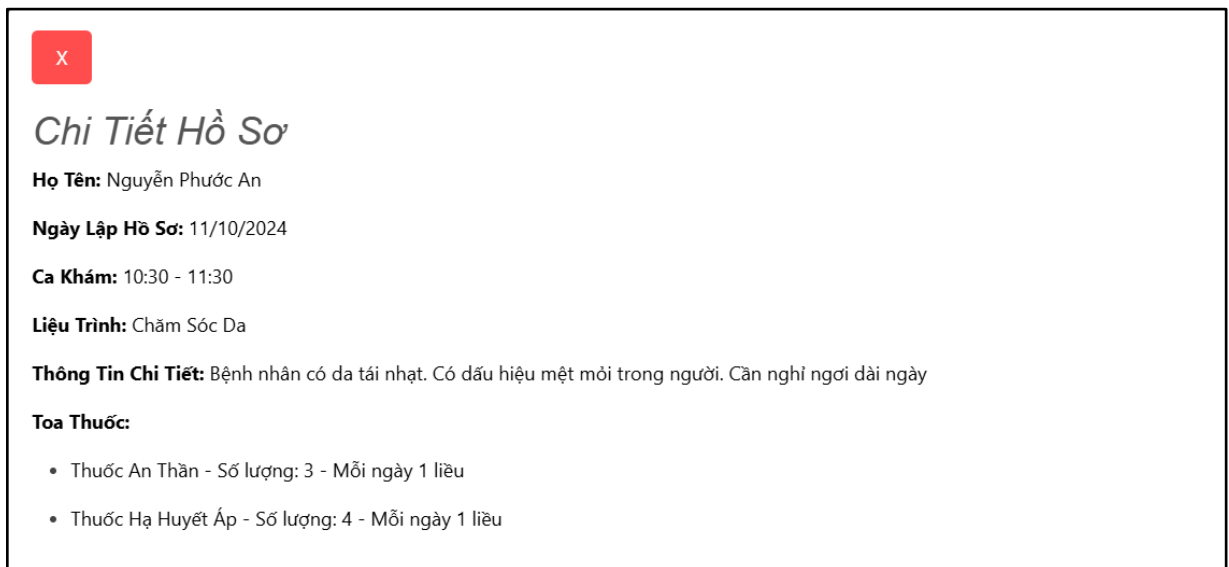 X
Chi Tiết Hồ Sơ
Họ Tên: Nguyễn Phước An
Ngày Lập Hồ Sơ: 11/10/2024
Ca Khám: 10:30 - 11:30
Liệu Trình: Chăm Sóc Da
Thông Tin Chi Tiết: Bệnh nhân có da tái nhạt. Có dấu hiệu mệt mỏi trong người. Cần nghỉ ngơi dài ngày
Toa Thuốc:
• Thuốc An Thần - Số lượng: 3 - Mỗi ngày 1 liều
• Thuốc Hạ Huyết Áp - Số lượng: 4 - Mỗi ngày 1 liều